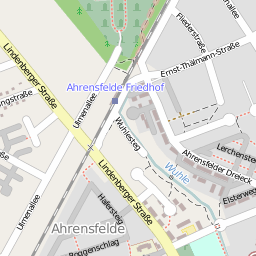 Lindenberger Straße
Ulmenallee
Fliederstraße
Ernst-Thälmann-Straße
Ahrensfelde Friedhof
Wuhlesteg
Lerchenste
Ahrensfelder Dreieck
Wuhle
Elsterweg
Lindenberger Straße
Ulmenallee
Hälersteig
Ahrensfelde
Roggenschlag